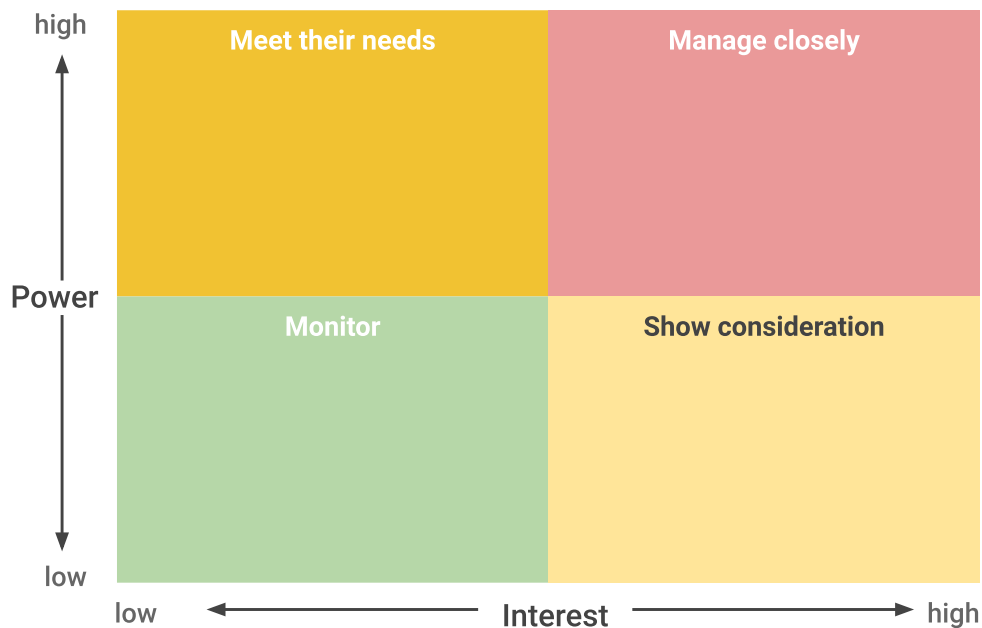 high
Meet their needs
Manage closely
Power
Monitor
Show consideration
low
low
Interest
high